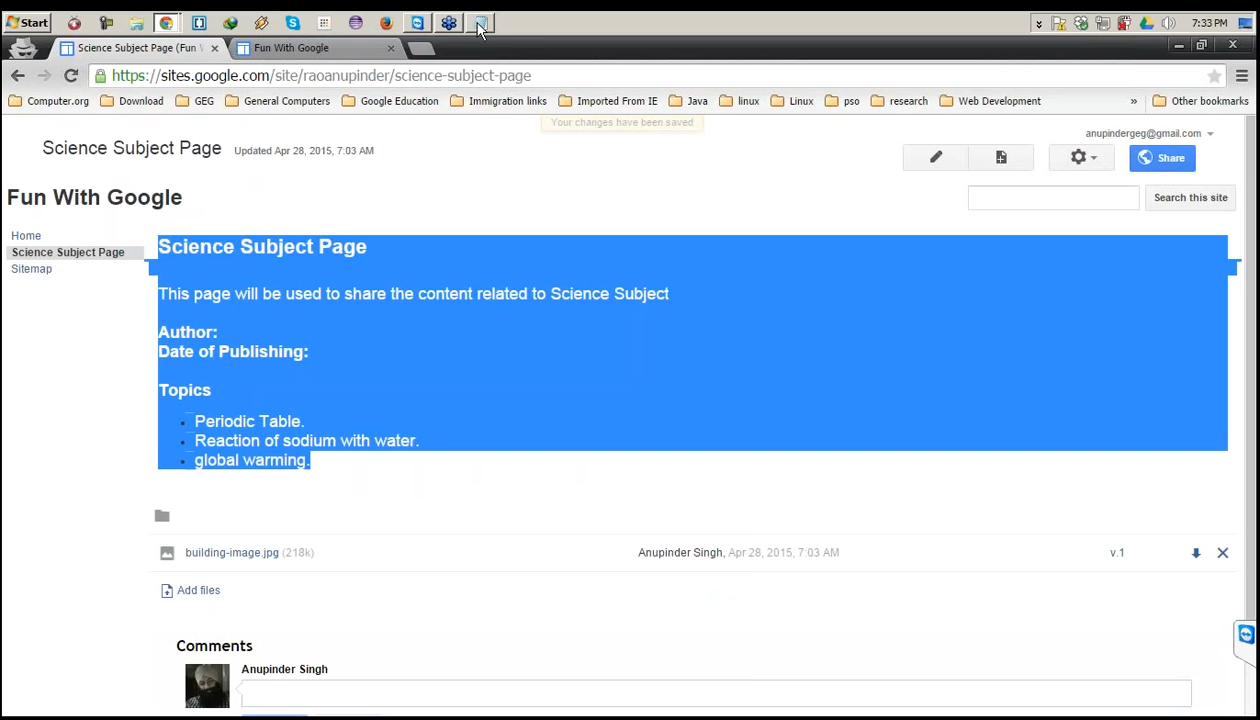 Start
7:33 PM
Science Subject Page (Fun W
Fun With Google
https://sites.google.com/site/raoanupinder/science-subject-page
Computer.org
Download
GEG
General Computers
Google Education
Immigration links
Imported From IE
Java
linux
Linux
pso
research
Web Development
»
Other bookmarks
Your changes have been saved
anupindergeg@gmail.com
Science Subject Page
Updated Apr 28, 2015, 7:03 AM
Share
Fun With Google
Search this site
Home
Science Subject Page
Sitemap
Science Subject Page
This page will be used to share the content related to Science Subject
Author:
Date of Publishing:
Topics
Periodic Table.
Reaction of sodium with water.
global warming.
building-image.jpg (218k)
Anupinder Singh, Apr 28, 2015, 7:03 AM
v.1
Add files
Comments
Anupinder Singh